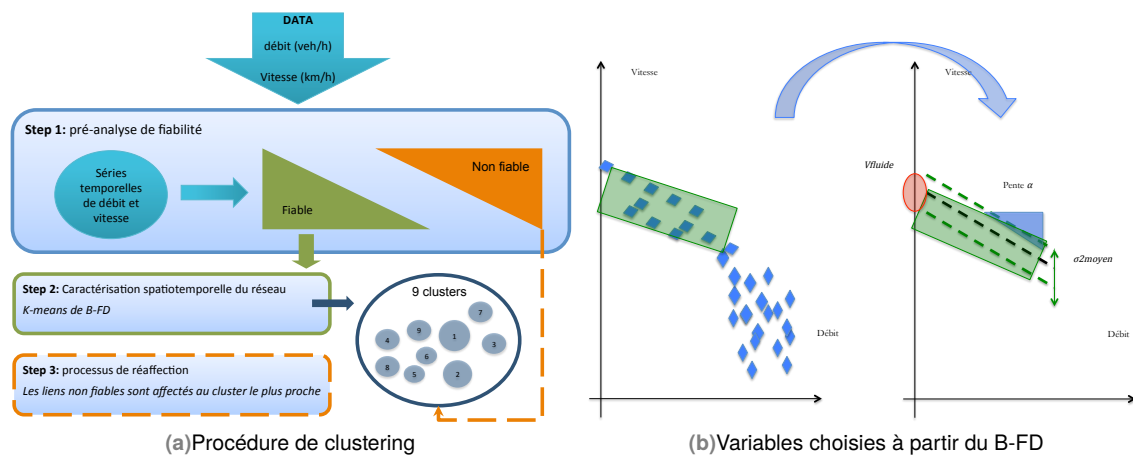 DATA
débit (veh/h)
Vitesse (km/h)
Step 1: pré-analyse de fiabilité
Séries
temporelles
de débit et
vitesse
Fiable
Non fiable
Step 2: Caractérisation spatiotemporelle du réseau
K-means de B-FD
9 clusters
7
9
1
4
3
6
8
5
2
Step 3: processus de réaffection
Les liens non fiables sont affectés au cluster le plus proche
(a)Procédure de clustering
Vitesse
Débit
Vitesse
Vfluide
Pente α
σ2moyen
Débit
(b)Variables choisies à partir du B-FD